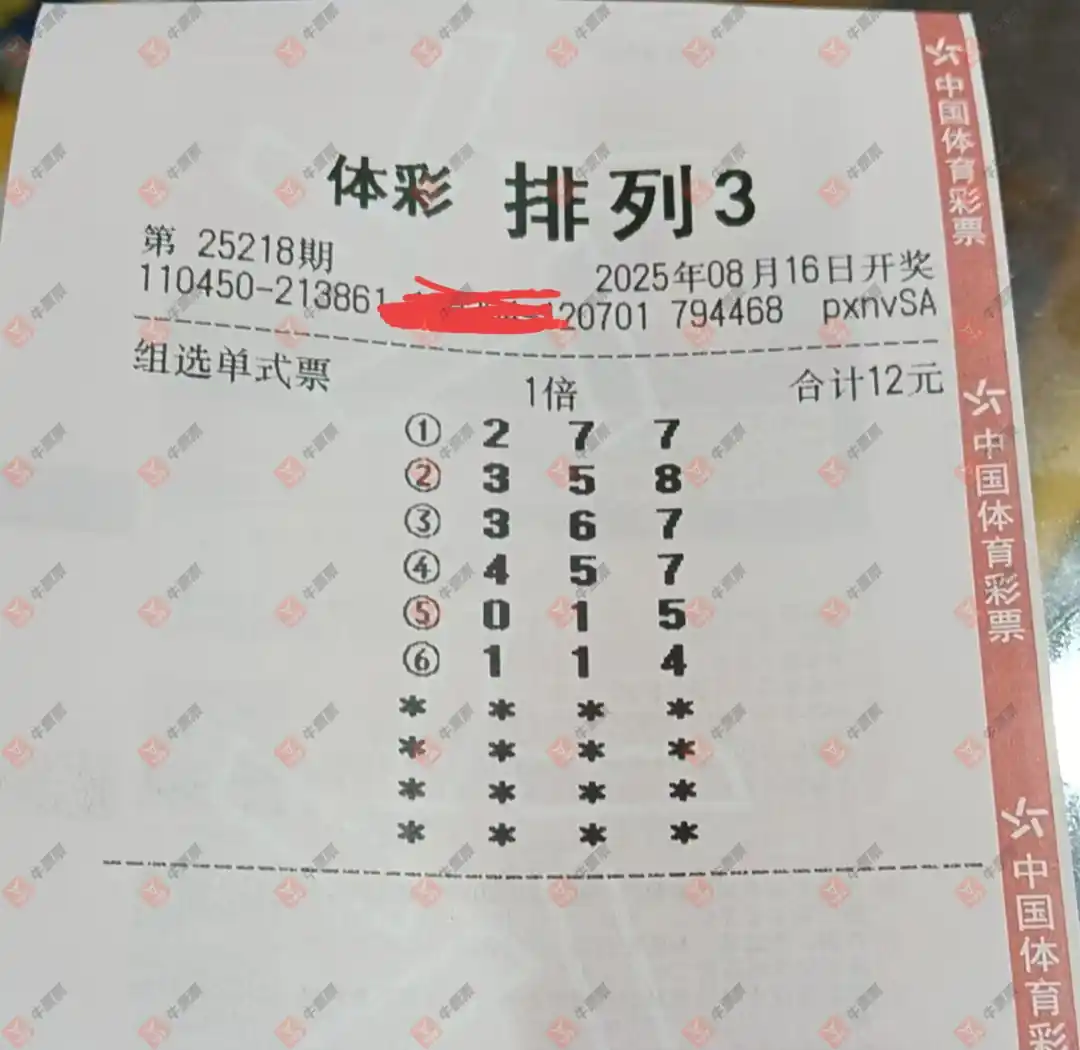 体彩 排列3
第 25218期 2025年08月16日开奖
110450-213861 120701 794468 pxnvSA
组选单式票 1倍 合计12元
① 2 7 7
② 3 5 8
③ 3 6 7
④ 4 5 7
⑤ 0 1 5
⑥ 1 1 4
* * * *
* * * *
* * * *
* * * *
中国体育彩票
中国体育彩票
中国体育彩